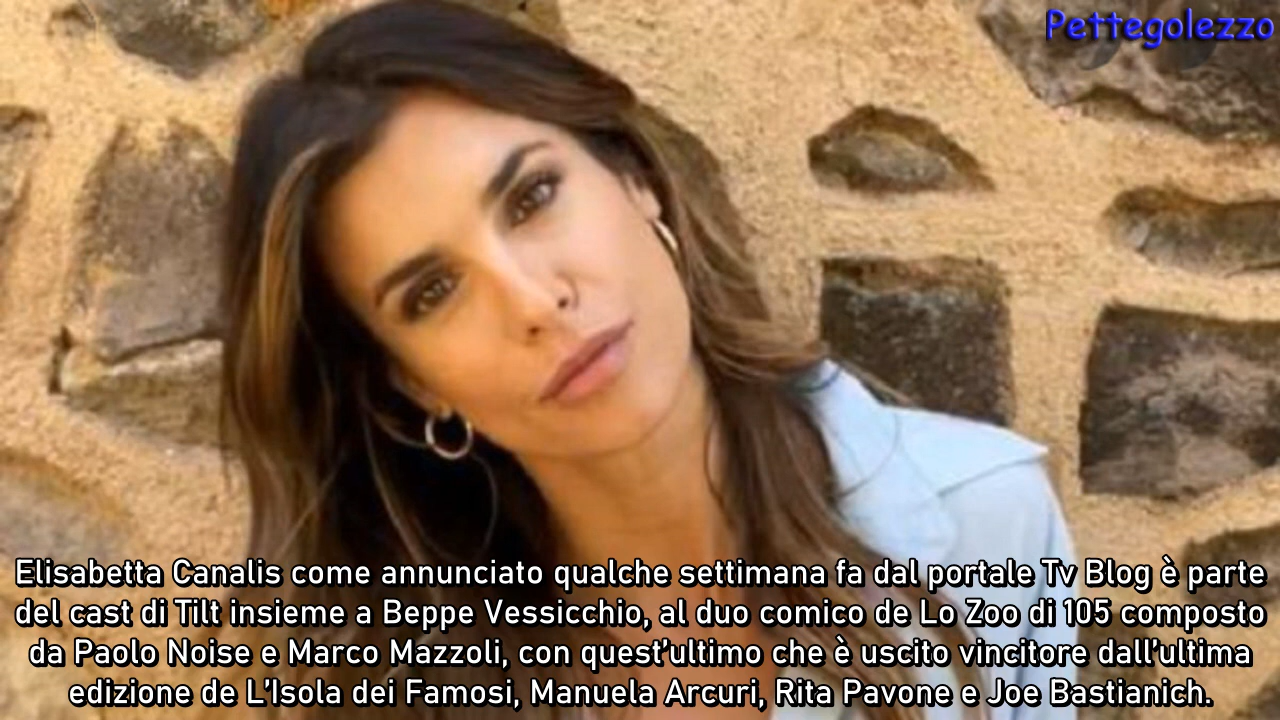 Pettegolezzo
Elisabetta Canalis come annunciato qualche settimana fa dal portale Tv Blog è parte
del cast di Tilt insieme a Beppe Vessicchio, al duo comico de Lo Zoo di 105 composto
da Paolo Noise e Marco Mazzoli, con quest'ultimo che è uscito vincitore dall'ultima
edizione de L'Isola dei Famosi, Manuela Arcuri, Rita Pavone e Joe Bastianich.